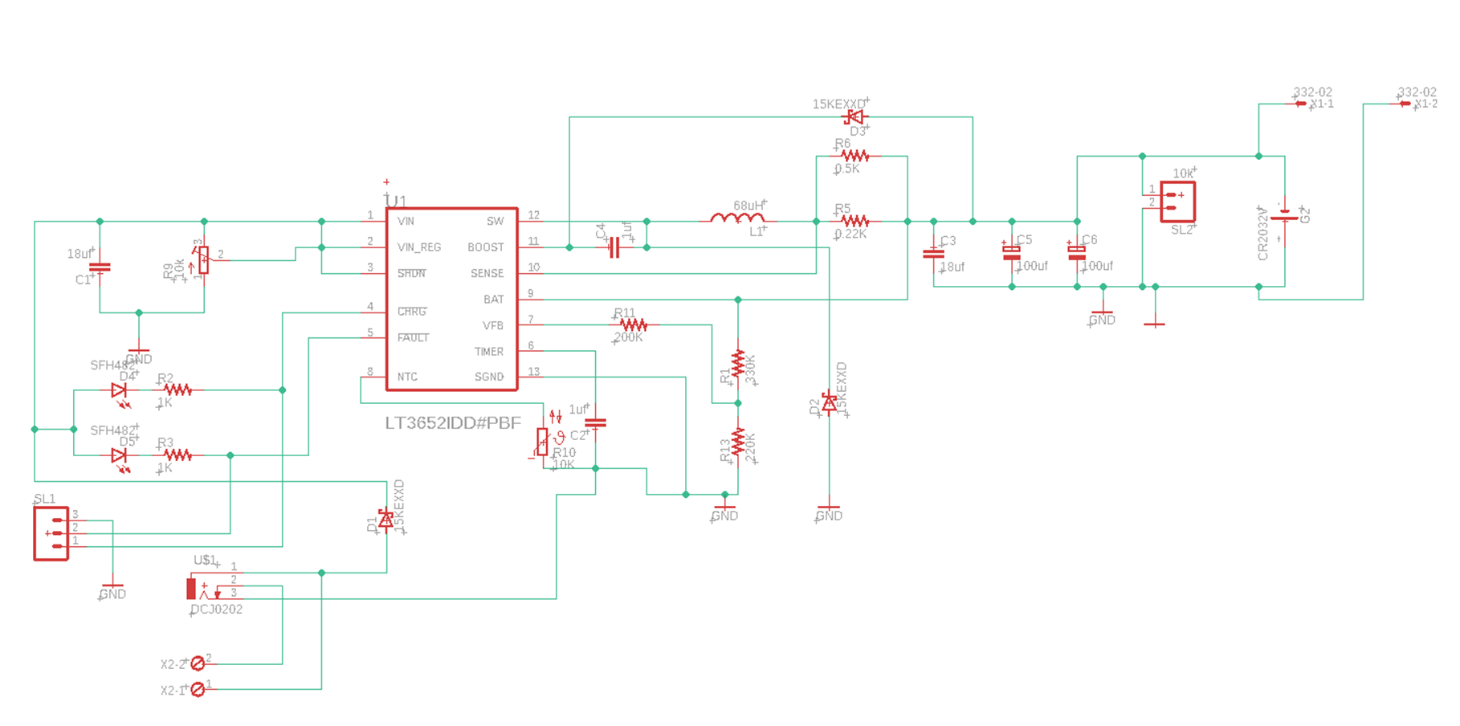 332-02
X1-1
332-02
X1-2
15KEXXD
D3
R6
0.5K
10k
1
2
SL2
U1
68uH
L1
R5
0.22K
C4
1uf
C3
18uf
C5
100uf
C6
100uf
CR2032V
G2
GND
18uf
C1
R9
10k
3
2
1
GND
1
2
3
4
5
8
VIN
VIN_REG
SHDN
CHRG
FAULT
NTC
SW
BOOST
SENSE
BAT
VFB
TIMER
SGND
12
11
10
9
7
6
13
LT3652IDD#PBF
R11
200K
R1
330K
R13
220K
GND
D2
15KEXXD
GND
1uf
C2
R10
10K
SFH482
D4
R2
1K
SFH482
D5
R3
1K
SL1
3
2
1
GND
D1
15KEXXD
U$1
1
2
3
DCJ0202
X2-2
2
X2-1
1